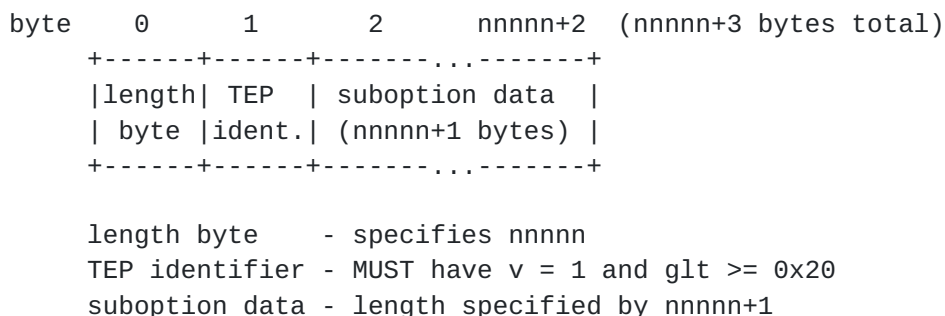 byte    0      1       2      nnnnn+2  (nnnnn+3 bytes total)
     +------+------+-------...-------+
     |length| TEP  | suboption data  |
     | byte |ident.| (nnnnn+1 bytes) |
     +------+------+-------...-------+

     length byte    - specifies nnnnn
     TEP identifier - MUST have v = 1 and glt >= 0x20
     suboption data - length specified by nnnnn+1